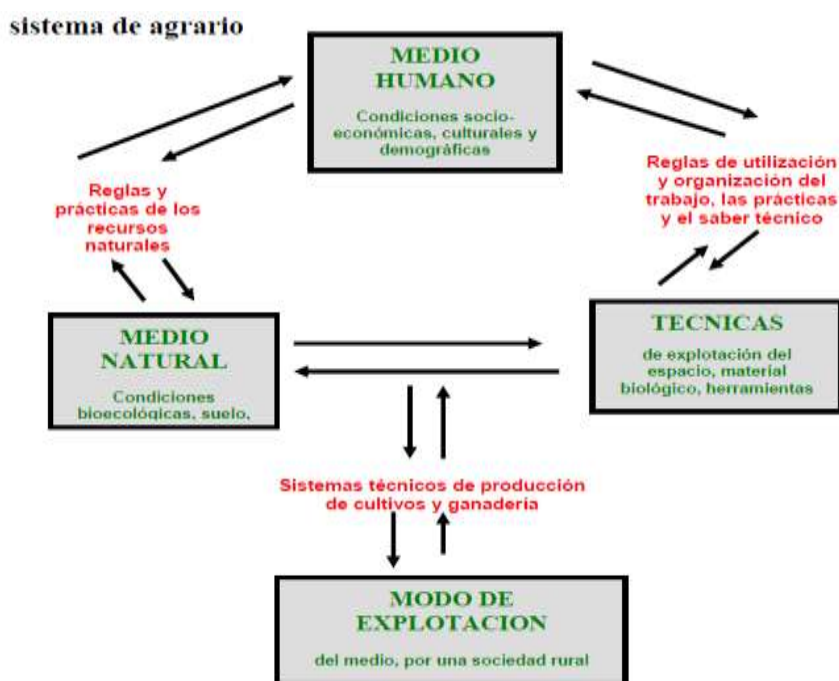 sistema de agrario
MEDIO
HUMANO
Condiciones socio-
económicas, culturales y
demográficas
Reglas y
prácticas de los
recursos
naturales
Reglas de utilización
y organización del
trabajo, las prácticas
y el saber técnico
MEDIO
NATURAL
Condiciones
bioecológicas, suelo,
TECNICAS
de explotación del
espacio, material
biológico, herramientas
Sistemas técnicos de producción
de cultivos y ganadería
MODO DE
EXPLOTACION
del medio, por una sociedad rural